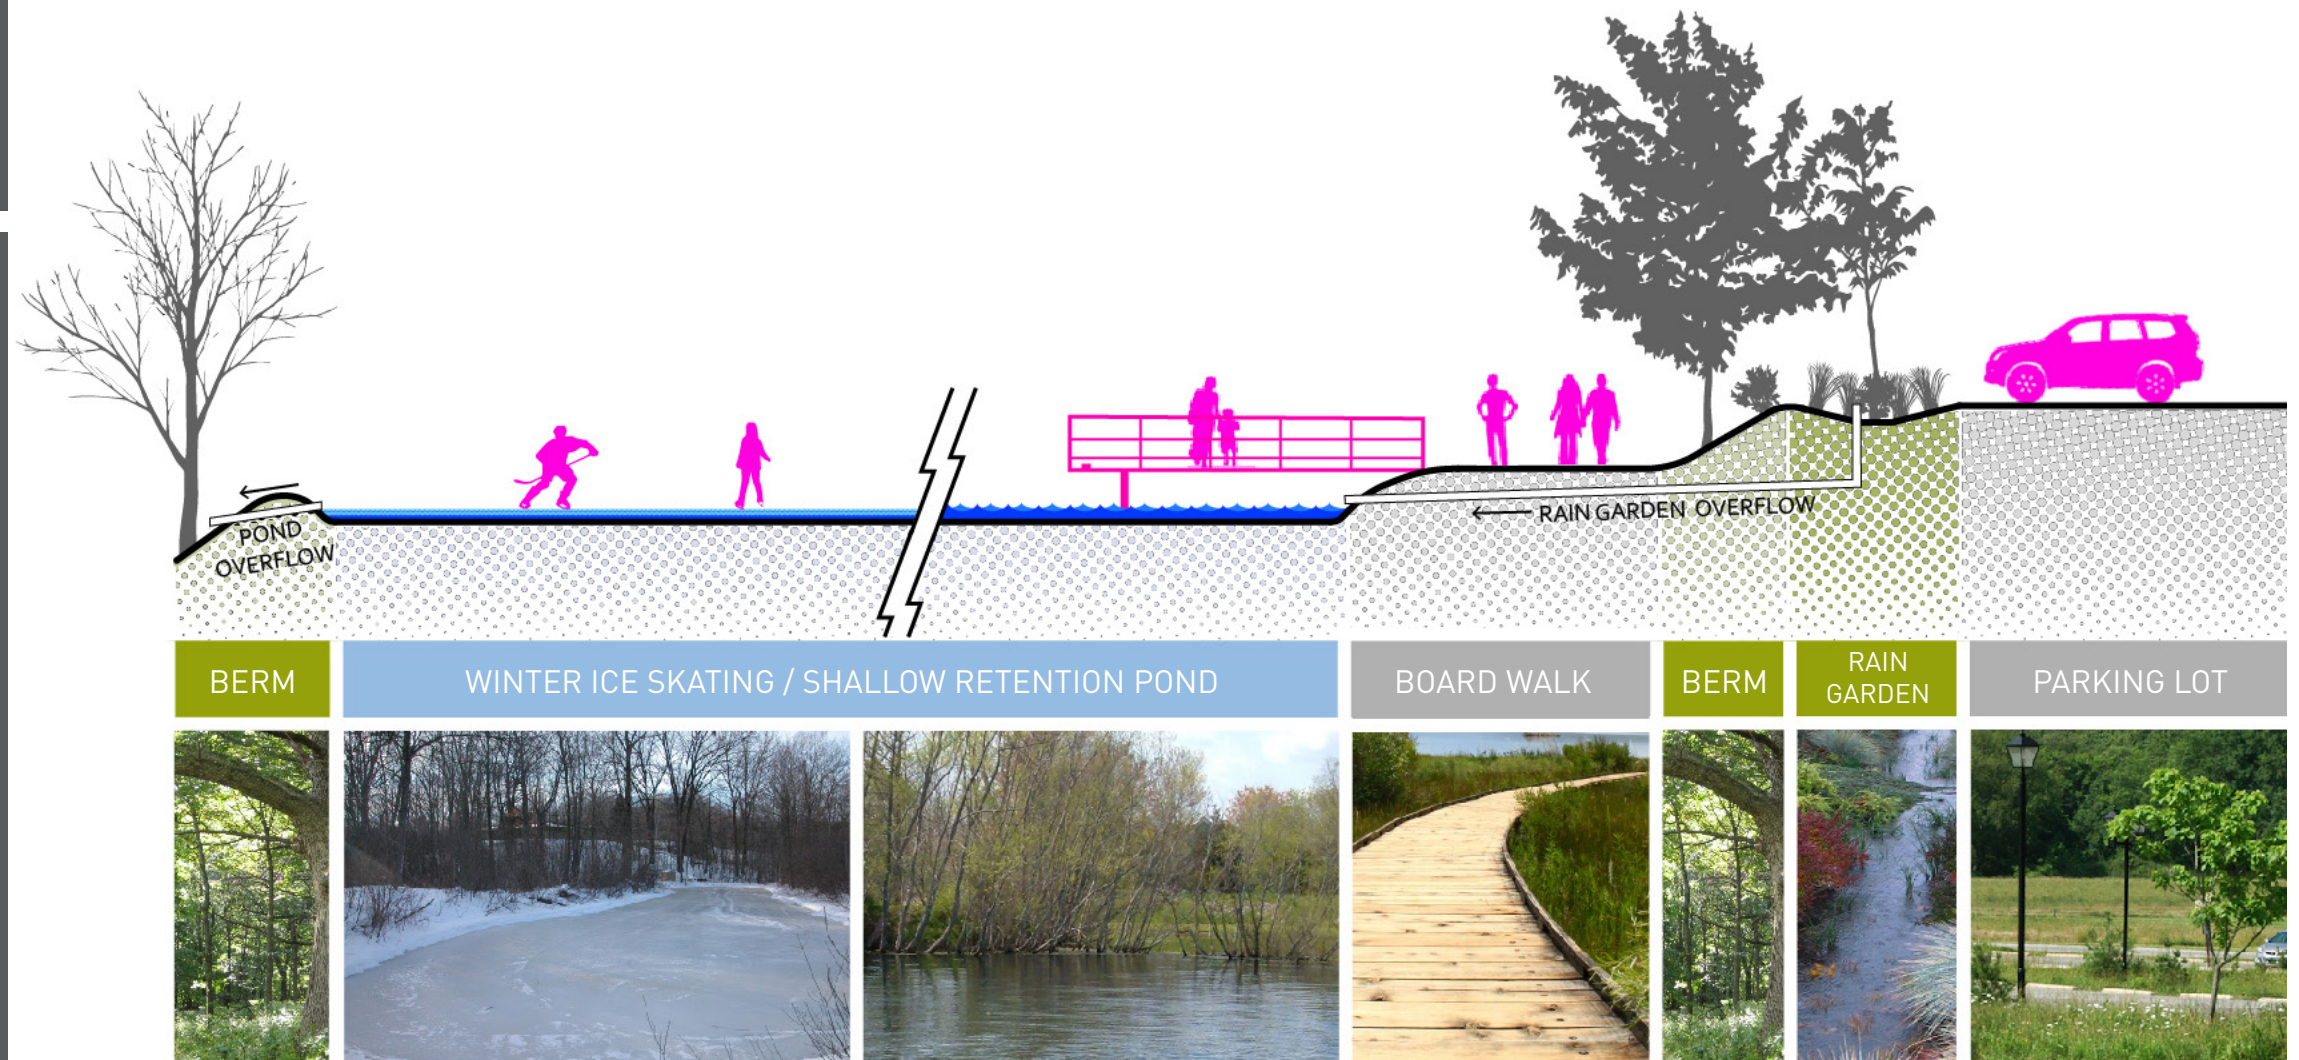 POND
OVERFLOW
RAIN GARDEN OVERFLOW
BERM
WINTER ICE SKATING / SHALLOW RETENTION POND
BOARD WALK
BERM
RAIN
GARDEN
PARKING LOT